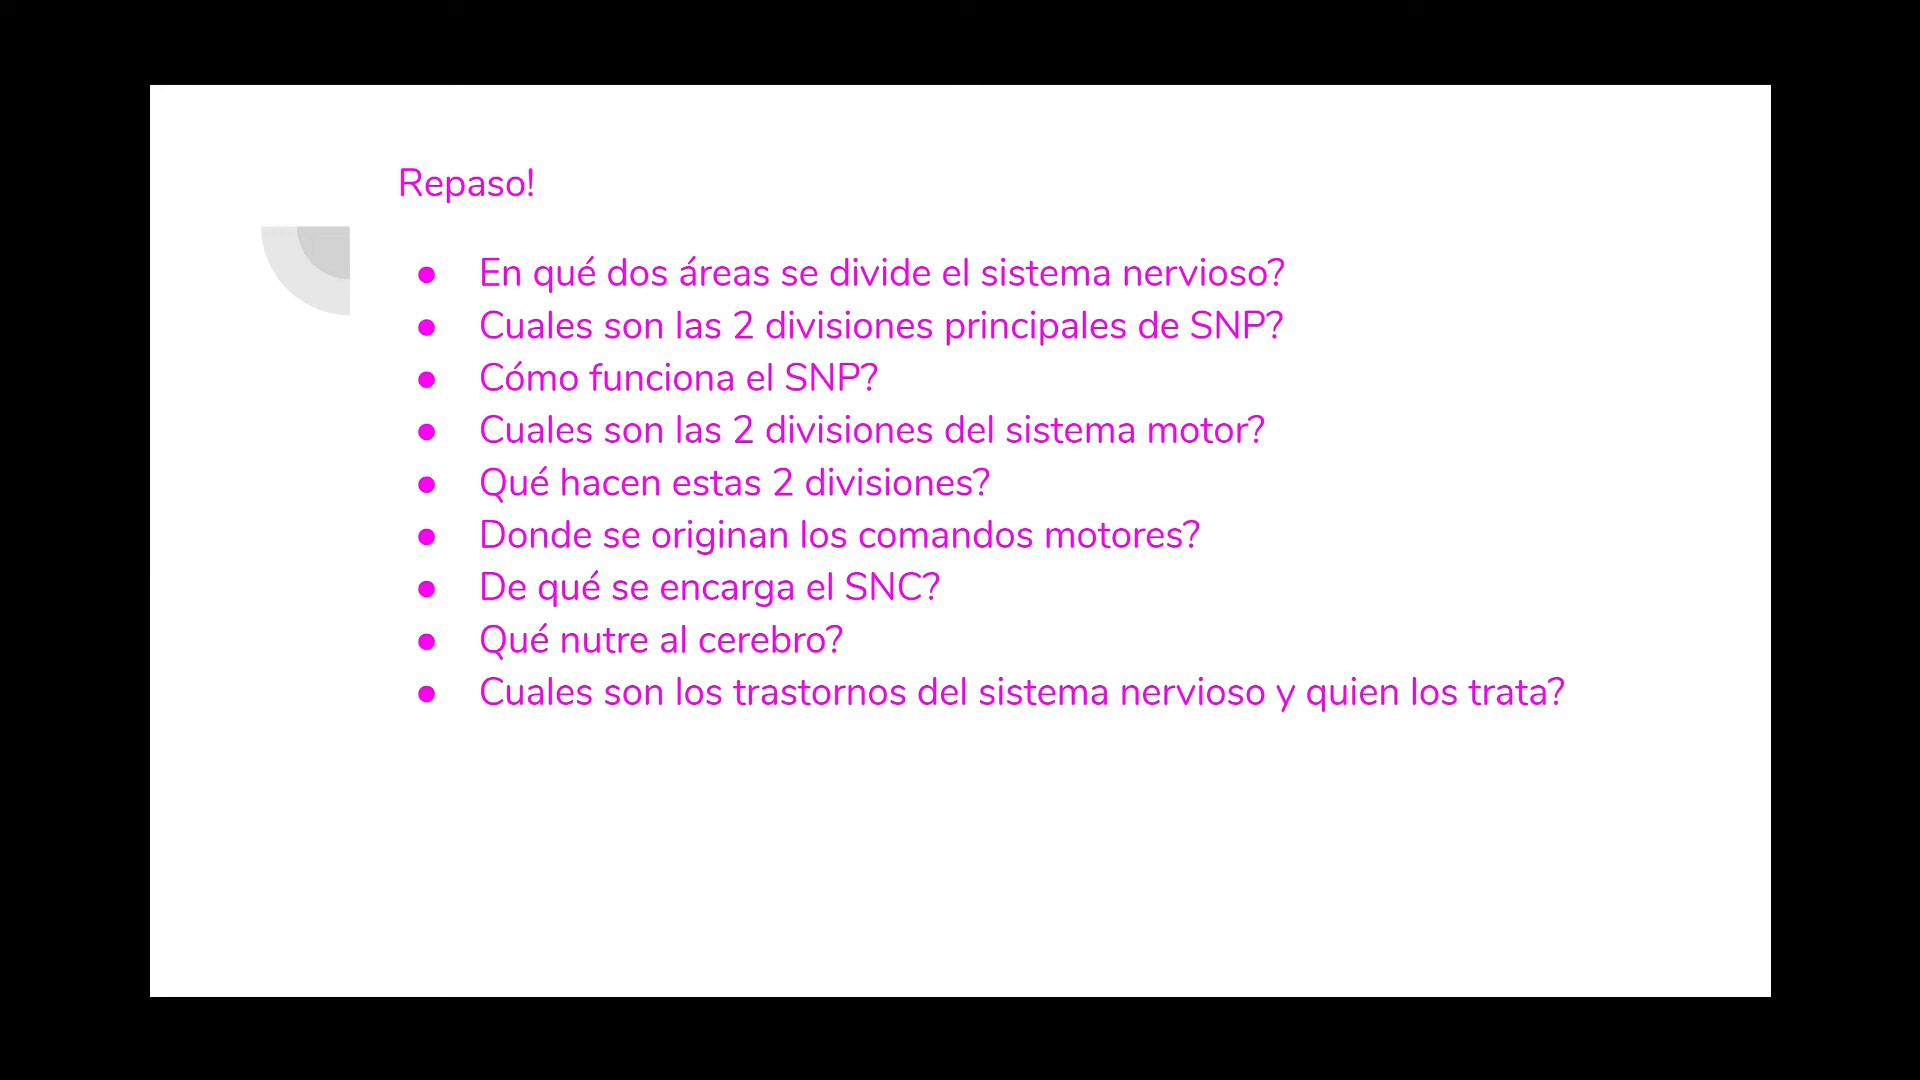 Repaso!
● En qué dos áreas se divide el sistema nervioso?
● Cuales son las 2 divisiones principales de SNP?
● Cómo funciona el SNP?
● Cuales son las 2 divisiones del sistema motor?
● Qué hacen estas 2 divisiones?
● Donde se originan los comandos motores?
● De qué se encarga el SNC?
● Qué nutre al cerebro?
● Cuales son los trastornos del sistema nervioso y quien los trata?